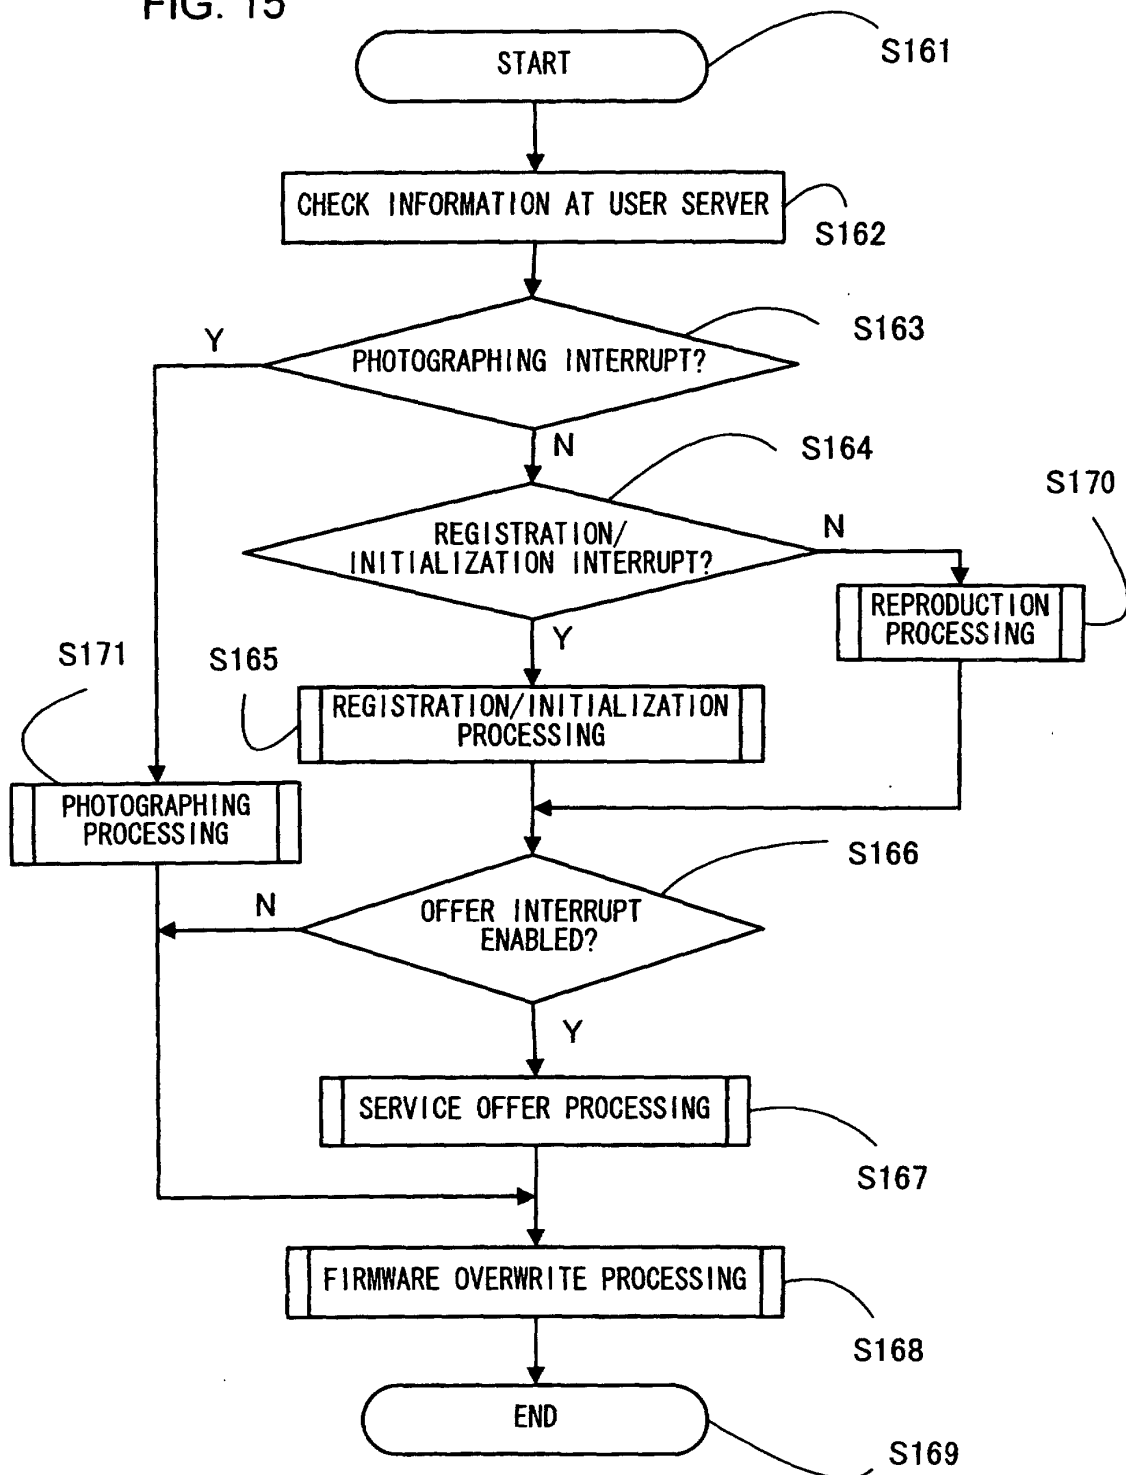 FIG. 15
START
S161
CHECK INFORMATION AT USER SERVER
S162
Y
S163
PHOTOGRAPHING INTERRUPT?
N
S164
S170
REGISTRATION/
INITIALIZATION INTERRUPT?
N
REPRODUCTION
PROCESSING
Y
S171
S165
REGISTRATION/INITIALIZATION
PROCESSING
PHOTOGRAPHING
PROCESSING
S166
N
OFFER INTERRUPT
ENABLED?
Y
SERVICE OFFER PROCESSING
S167
FIRMWARE OVERWRITE PROCESSING
S168
END
S169